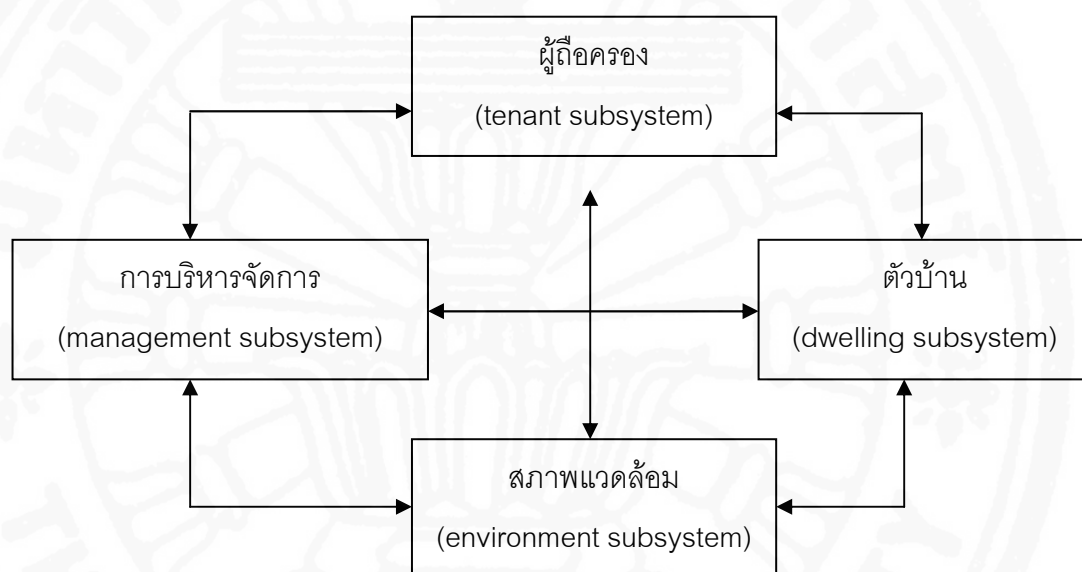 ผู้ถือครอง
(tenant subsystem)
การบริหารจัดการ
(management subsystem)
ตัวบ้าน
(dwelling subsystem)
สภาพแวดล้อม
(environment subsystem)